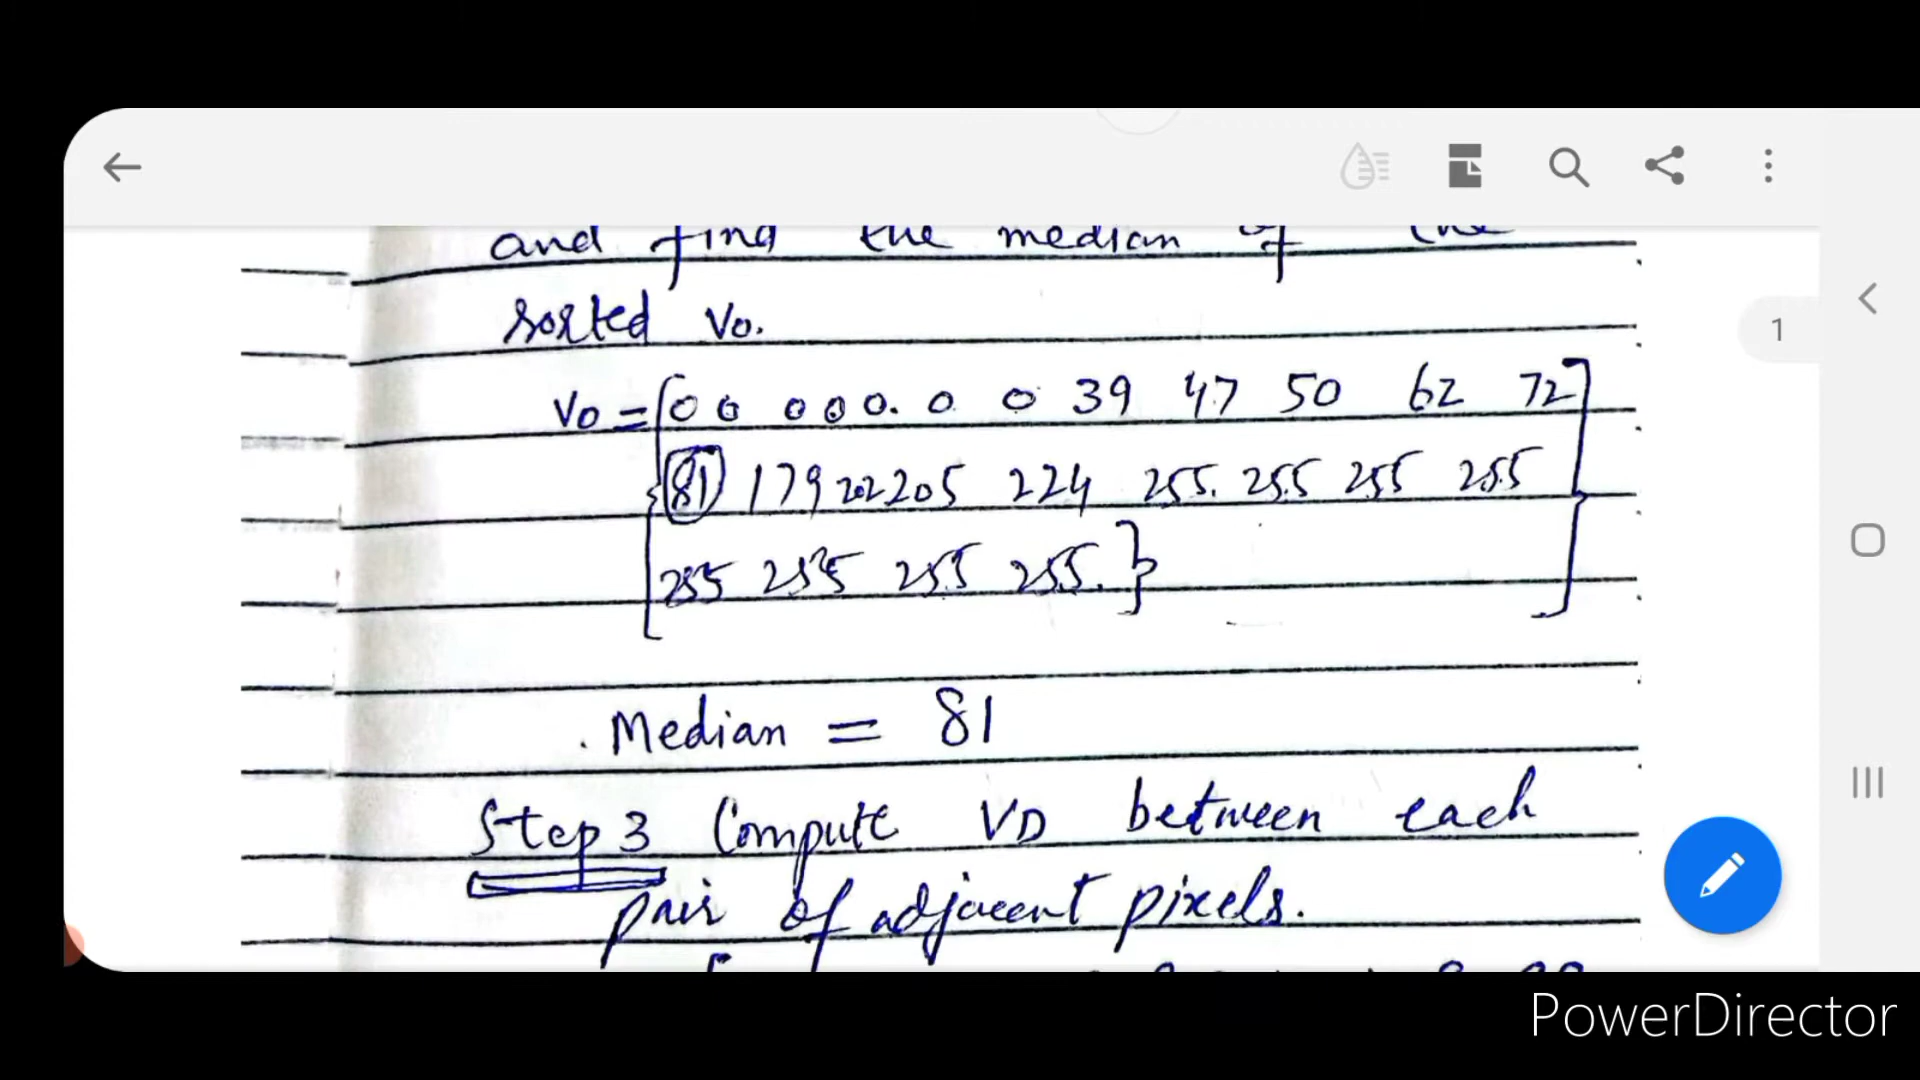 and find the median of the
sorted Vo.
Vo = [0 0 0 0 0. 0 0 39 47 50 62 72]
81 179 202 205 224 255. 255 255 255
255 255 255 255. }
. Median = 81
Step 3 Compute VD between each
pair of adjacent pixels.
1
PowerDirector